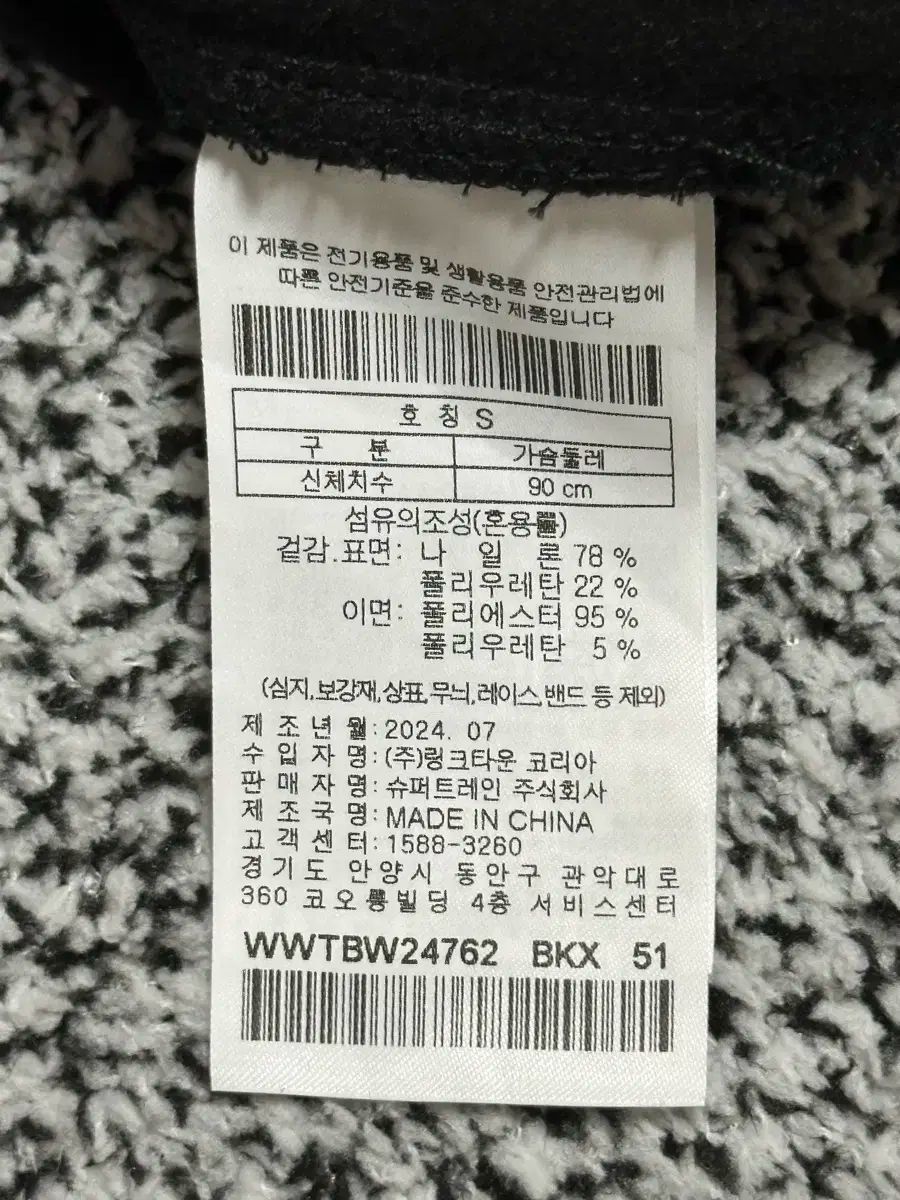 이 제품은 전기용품 및 생활용품 안전관리법에
따른 안전기준을 준수한 제품입니다
호 칭 S
구 분 가슴둘레
신체치수 90 cm
섬유의조성(혼용률)
겉감.표면: 나 일 론 78 %
폴리우레탄 22 %
이면: 폴리에스터 95 %
폴리우레탄 5 %
(심지,보강재,상표,무늬,레이스,밴드 등 제외)
제 조 년 월: 2024. 07
수 입 자 명: (주)링크타운 코리아
판 매 자 명: 슈퍼트레인 주식회사
제 조 국 명: MADE IN CHINA
고 객 센 터: 1588-3260
경기도 안양시 동안구 관악대로
360 코오롱빌딩 4층 서비스센터
WWTBW24762 BKX 51